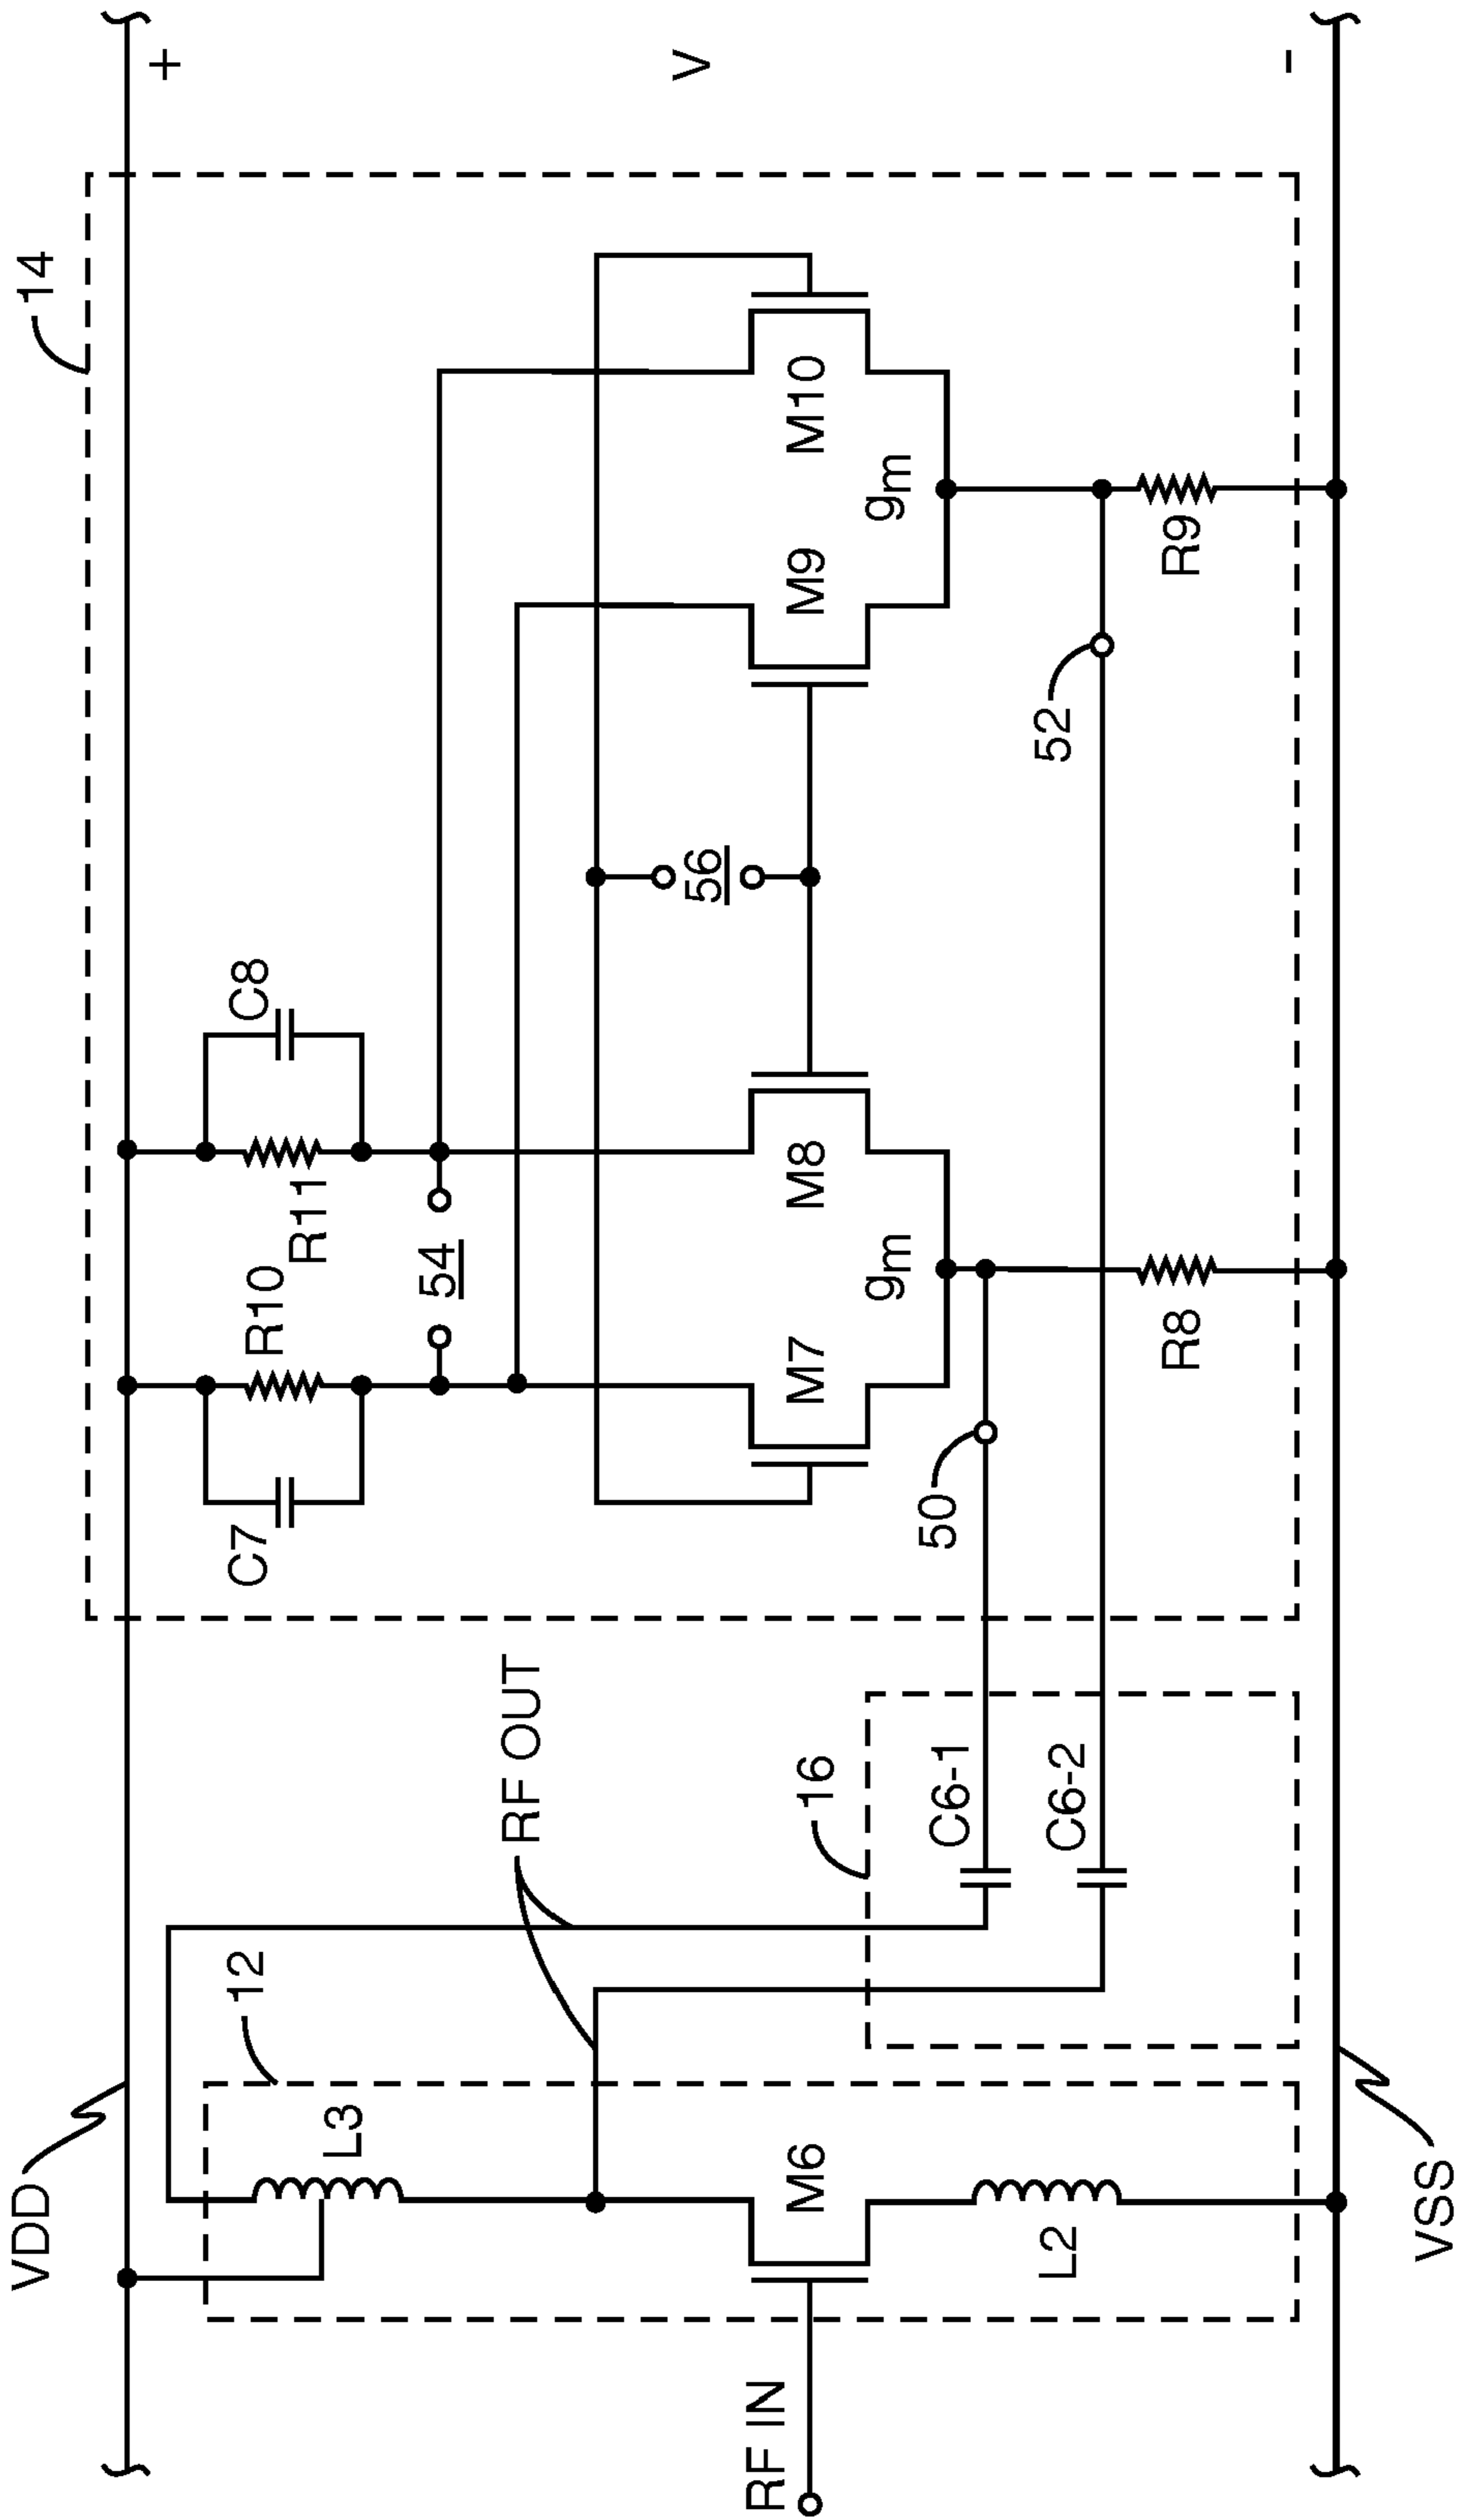 VDD
+
14
V
-
12
L3
RF OUT
C7
R10
R11
C8
54
56
RF IN
M6
M7
M8
M9
M10
gm
gm
16
C6-1
C6-2
50
52
L2
R8
R9
VSS